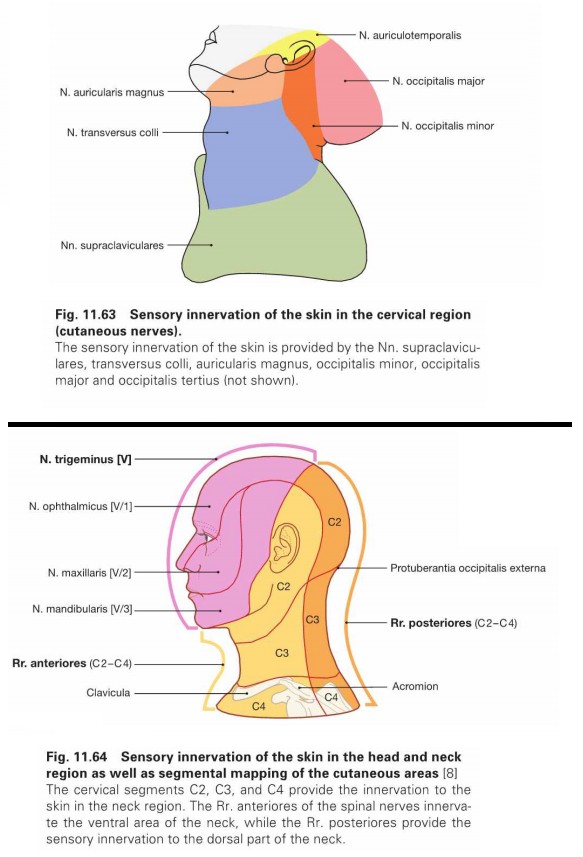 N. auriculotemporalis
N. occipitalis major
N. auricularis magnus
N. occipitalis minor
N. transversus colli
Nn. supraclaviculares
Fig. 11.63 Sensory innervation of the skin in the cervical region
(cutaneous nerves).
The sensory innervation of the skin is provided by the Nn. supraclavicu-
lares, transversus colli, auricularis magnus, occipitalis minor, occipitalis
major and occipitalis tertius (not shown).
N. trigeminus [V]
N. ophthalmicus [V/1]
C2
Protuberantia occipitalis externa
N. maxillaris [V/2]
C2
N. mandibularis [V/3]
C3
Rr. posteriores (C2–C4)
C3
Rr. anteriores (C2–C4)
Clavicula
Acromion
C4
C4
Fig. 11.64 Sensory innervation of the skin in the head and neck
region as well as segmental mapping of the cutaneous areas [8]
The cervical segments C2, C3, and C4 provide the innervation to the
skin in the neck region. The Rr. anteriores of the spinal nerves innerva-
te the ventral area of the neck, while the Rr. posteriores provide the
sensory innervation to the dorsal part of the neck.